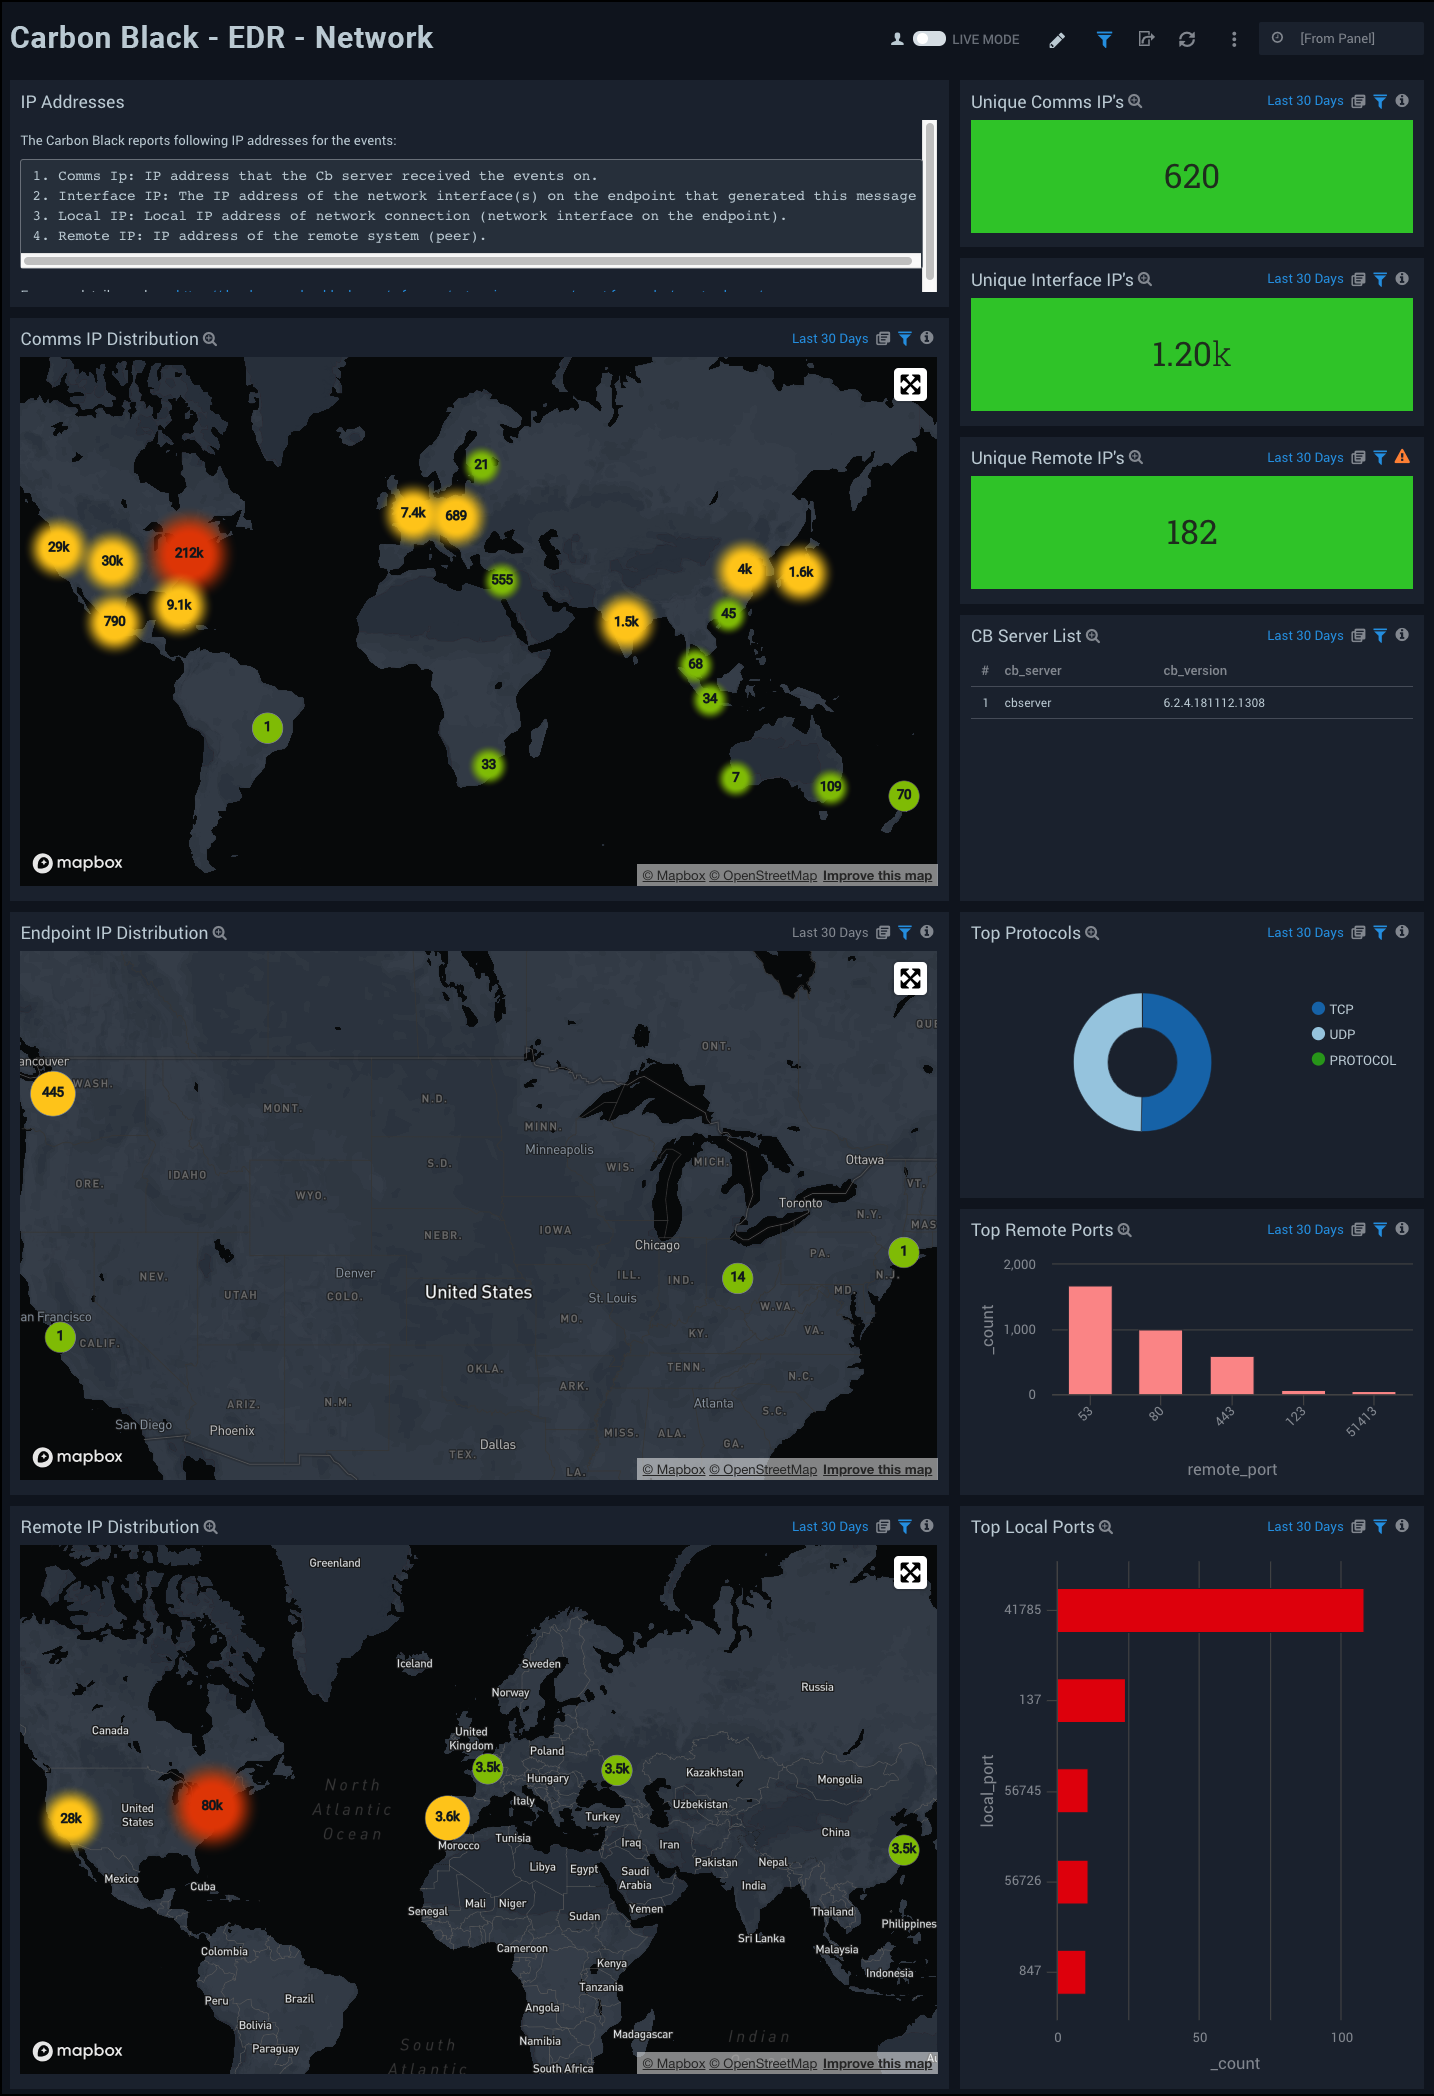 Carbon Black - EDR - Network
LIVE MODE
[From Panel]
IP Addresses
The Carbon Black reports following IP addresses for the events:
1. Comms Ip: IP address that the Cb server received the events on.
2. Interface IP: The IP address of the network interface(s) on the endpoint that generated this message
3. Local IP: Local IP address of network connection (network interface on the endpoint).
4. Remote IP: IP address of the remote system (peer).
Unique Comms IP's
Last 30 Days
620
Unique Interface IP's
Last 30 Days
1.20k
Unique Remote IP's
Last 30 Days
182
CB Server List
Last 30 Days
# cb_server cb_version
1 cbserver 6.2.4.181112.1308
Comms IP Distribution
Last 30 Days
21
7.4k
689
29k
30k
212k
555
4k
1.6k
790
9.1k
1.5k
45
68
34
1
33
7
109
70
mapbox
© Mapbox © OpenStreetMap Improve this map
Endpoint IP Distribution
Last 30 Days
QUE
ONT.
ancouver
WASH.
445
MONT.
N.D.
MINN.
Minneapolis
S.D.
WIS.
MICH.
Ottawa
VT.
ORE.
IDAHO
WYO.
Toronto
N.Y.
MAS
NEBR.
IOWA
Chicago
PA.
1
NEV.
Denver
ILL.
IND.
14
N.J.
UTAH
COLO.
United States
St. Louis
MD.
W.VA.
an Francisco
1
CALIF.
MO.
KY.
VA.
OKLA.
TENN.
N.C.
ARK.
ARIZ.
N.M.
Atlanta
S.C.
San Diego
Phoenix
MISS.
ALA.
GA.
Dallas
TEX.
LA.
mapbox
© Mapbox © OpenStreetMap Improve this map
Top Protocols
Last 30 Days
TCP
UDP
PROTOCOL
Top Remote Ports
Last 30 Days
2,000
1,000
0
_count
53
80
443
123
51413
remote_port
Remote IP Distribution
Last 30 Days
Greenland
Iceland
Sweden
Norway
Russia
Canada
United
Kingdom
Poland
3.5k
3.5k
Hungary
Kazakhstan
Mongolia
North
Atlantic
Ocean
Italy
Uzbekistan
28k
United
States
80k
3.6k
Turkey
China
Morocco
Tunisia
Iraq
Iran
3.5k
Mexico
Cuba
Libya
Egypt
Saudi
Arabia
Pakistan
Nepal
India
Senegal
Mali
Niger
Sudan
Yemen
Thailand
Philippines
Sri Lanka
Colombia
Cameroon
Malaysia
Kenya
Indonesia
Peru
Brazil
Tanzania
Angola
Bolivia
Paraguay
Namibia
Madagascar
Indian
South
Atlantic
South Africa
Au
mapbox
© Mapbox © OpenStreetMap Improve this map
Top Local Ports
Last 30 Days
41785
137
56745
56726
847
local_port
0
50
100
_count